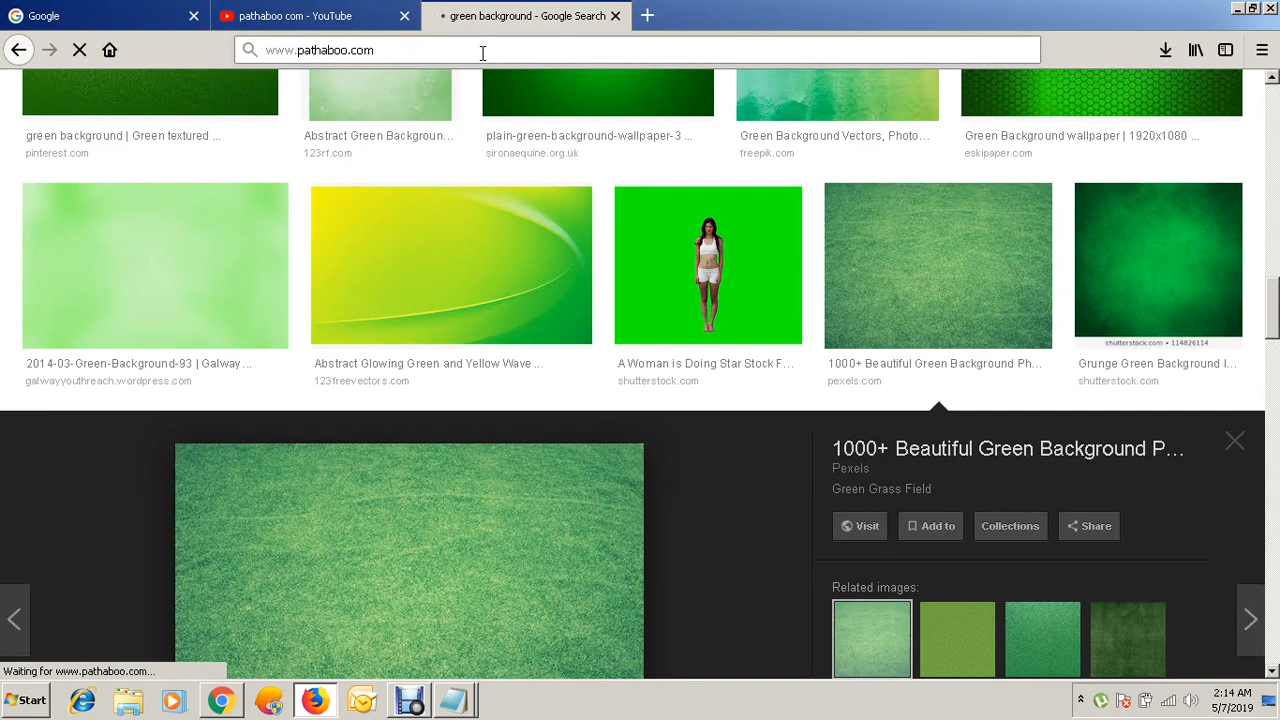 Google
pathaboo com - YouTube
green background - Google Search
www.pathaboo.com
green background | Green textured ...
pinterest.com
Abstract Green Backgroun...
123rf.com
plain-green-background-wallpaper-3 ...
sironaequine.org.uk
Green Background Vectors, Photo...
freepik.com
Green Background wallpaper | 1920x1080 ...
eskipaper.com
shutterstock.com • 114826114
2014-03-Green-Background-93 | Galway ...
galwayyouthreach.wordpress.com
Abstract Glowing Green and Yellow Wave ...
123freevectors.com
A Woman is Doing Star Stock F...
shutterstock.com
1000+ Beautiful Green Background Ph...
pexels.com
Grunge Green Background I...
shutterstock.com
1000+ Beautiful Green Background P...
Pexels
Green Grass Field
Visit
Add to
Collections
Share
Related images:
Waiting for www.pathaboo.com...
Start
2:14 AM
5/7/2019